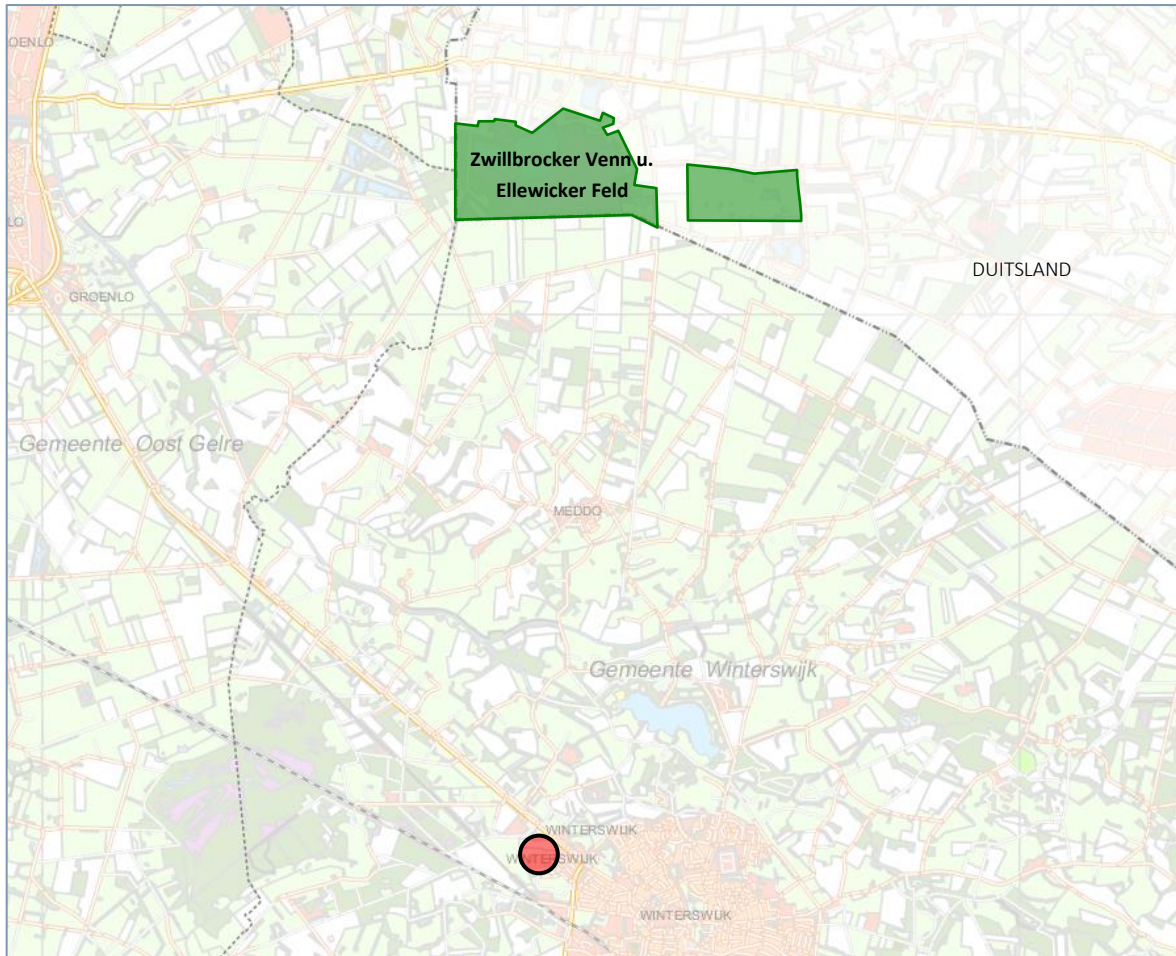 OENLO
Zwillbrocker Venn u.
Ellewicker Feld
LO
DUITSLAND
GROENLO
Gemeente Oost Gelre
MEDDO
Gemeente Winterswijk
WINTERSWIJK
WINTERSWIJK
WINTERSWIJK